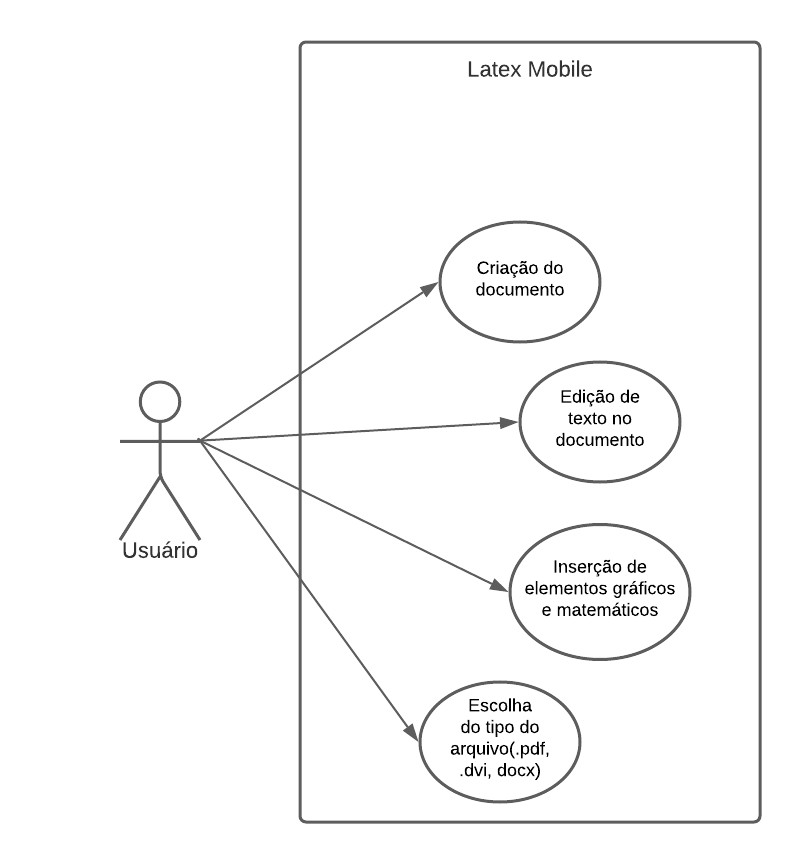 Latex Mobile
Criação do
documento
Edição de
texto no
documento
Usuário
Inserção de
elementos gráficos
e matemáticos
Escolha
do tipo do
arquivo(.pdf,
.dvi, docx)